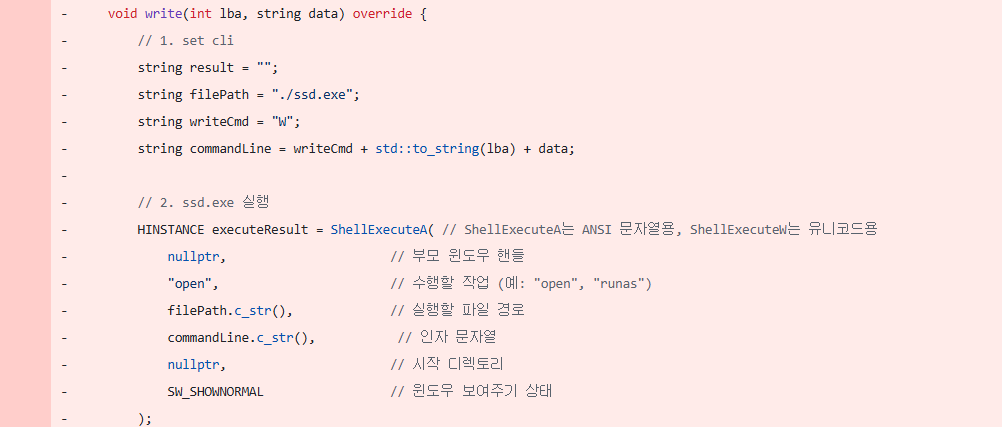 -     void write(int lba, string data) override {
-         // 1. set cli
-         string result = "";
-         string filePath = "./ssd.exe";
-         string writeCmd = "W";
-         string commandLine = writeCmd + std::to_string(lba) + data;
-
-         // 2. ssd.exe 실행
-         HINSTANCE executeResult = ShellExecuteA( // ShellExecuteA는 ANSI 문자열용, ShellExecuteW는 유니코드용
-             nullptr,                      // 부모 윈도우 핸들
-             "open",                       // 수행할 작업 (예: "open", "runas")
-             filePath.c_str(),             // 실행할 파일 경로
-             commandLine.c_str(),           // 인자 문자열
-             nullptr,                      // 시작 디렉토리
-             SW_SHOWNORMAL                 // 윈도우 보여주기 상태
-         );